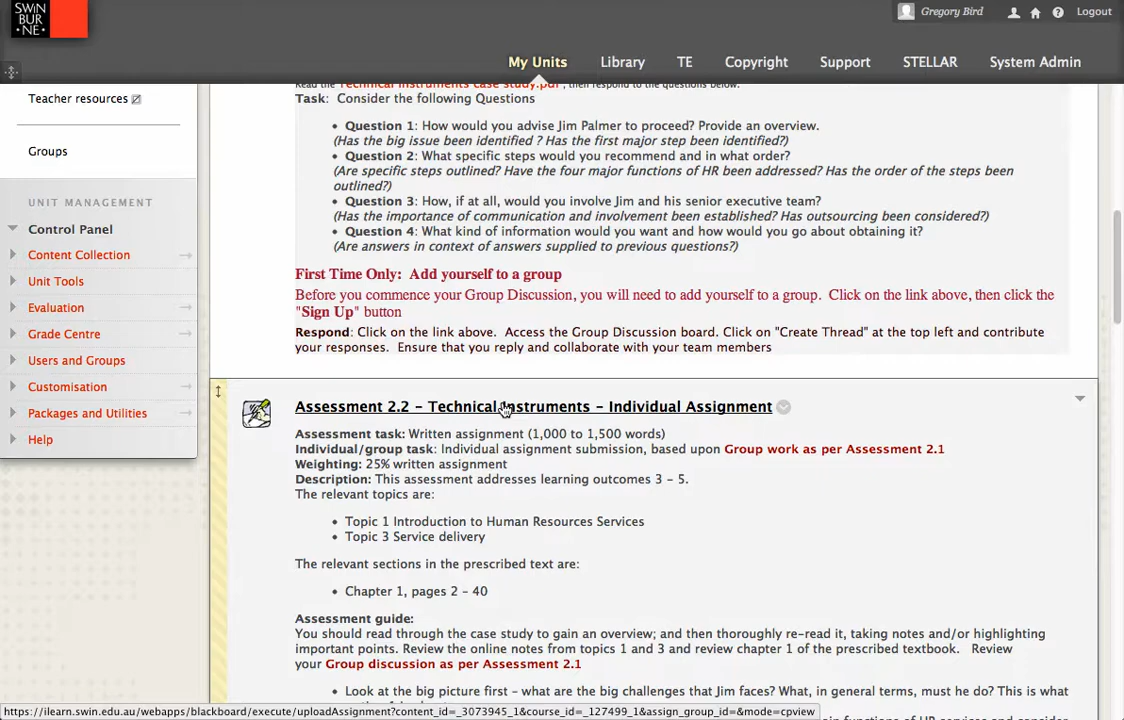 SWIN
BUR
•NE•
Gregory Bird
Logout
My Units
Library
TE
Copyright
Support
STELLAR
System Admin
Teacher resources
Groups
UNIT MANAGEMENT
Control Panel
Content Collection
Unit Tools
Evaluation
Grade Centre
Users and Groups
Customisation
Packages and Utilities
Help
Read the Technical Instruments case study.pdf , then respond to the questions below.
Task: Consider the following Questions
• Question 1: How would you advise Jim Palmer to proceed? Provide an overview.
(Has the big issue been identified ? Has the first major step been identified?)
• Question 2: What specific steps would you recommend and in what order?
(Are specific steps outlined? Have the four major functions of HR been addressed? Has the order of the steps been
outlined?)
• Question 3: How, if at all, would you involve Jim and his senior executive team?
(Has the importance of communication and involvement been established? Has outsourcing been considered?)
• Question 4: What kind of information would you want and how would you go about obtaining it?
(Are answers in context of answers supplied to previous questions?)
First Time Only: Add yourself to a group
Before you commence your Group Discussion, you will need to add yourself to a group. Click on the link above, then click the
"Sign Up" button
Respond: Click on the link above. Access the Group Discussion board. Click on "Create Thread" at the top left and contribute
your responses. Ensure that you reply and collaborate with your team members
Assessment 2.2 - Technical Instruments - Individual Assignment
Assessment task: Written assignment (1,000 to 1,500 words)
Individual/group task: Individual assignment submission, based upon Group work as per Assessment 2.1
Weighting: 25% written assignment
Description: This assessment addresses learning outcomes 3 - 5.
The relevant topics are:
• Topic 1 Introduction to Human Resources Services
• Topic 3 Service delivery
The relevant sections in the prescribed text are:
• Chapter 1, pages 2 - 40
Assessment guide:
You should read through the case study to gain an overview; and then thoroughly re-read it, taking notes and/or highlighting
important points. Review the online notes from topics 1 and 3 and review chapter 1 of the prescribed textbook. Review
your Group discussion as per Assessment 2.1
• Look at the big picture first - what are the big challenges that Jim faces? What, in general terms, must he do? This is what
https://ilearn.swin.edu.au/webapps/blackboard/execute/uploadAssignment?content_id=_3073945_1&course_id=_127499_1&assign_group_id=&mode=cpview